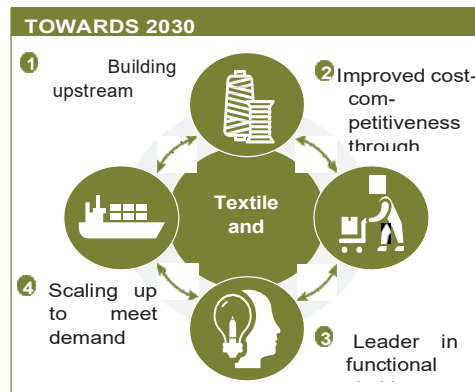 TOWARDS 2030
1 Building
upstream
2 Improved cost-
com-
petitiveness
through
Textile
and
4 Scaling up
to meet
demand
3 Leader in
functional